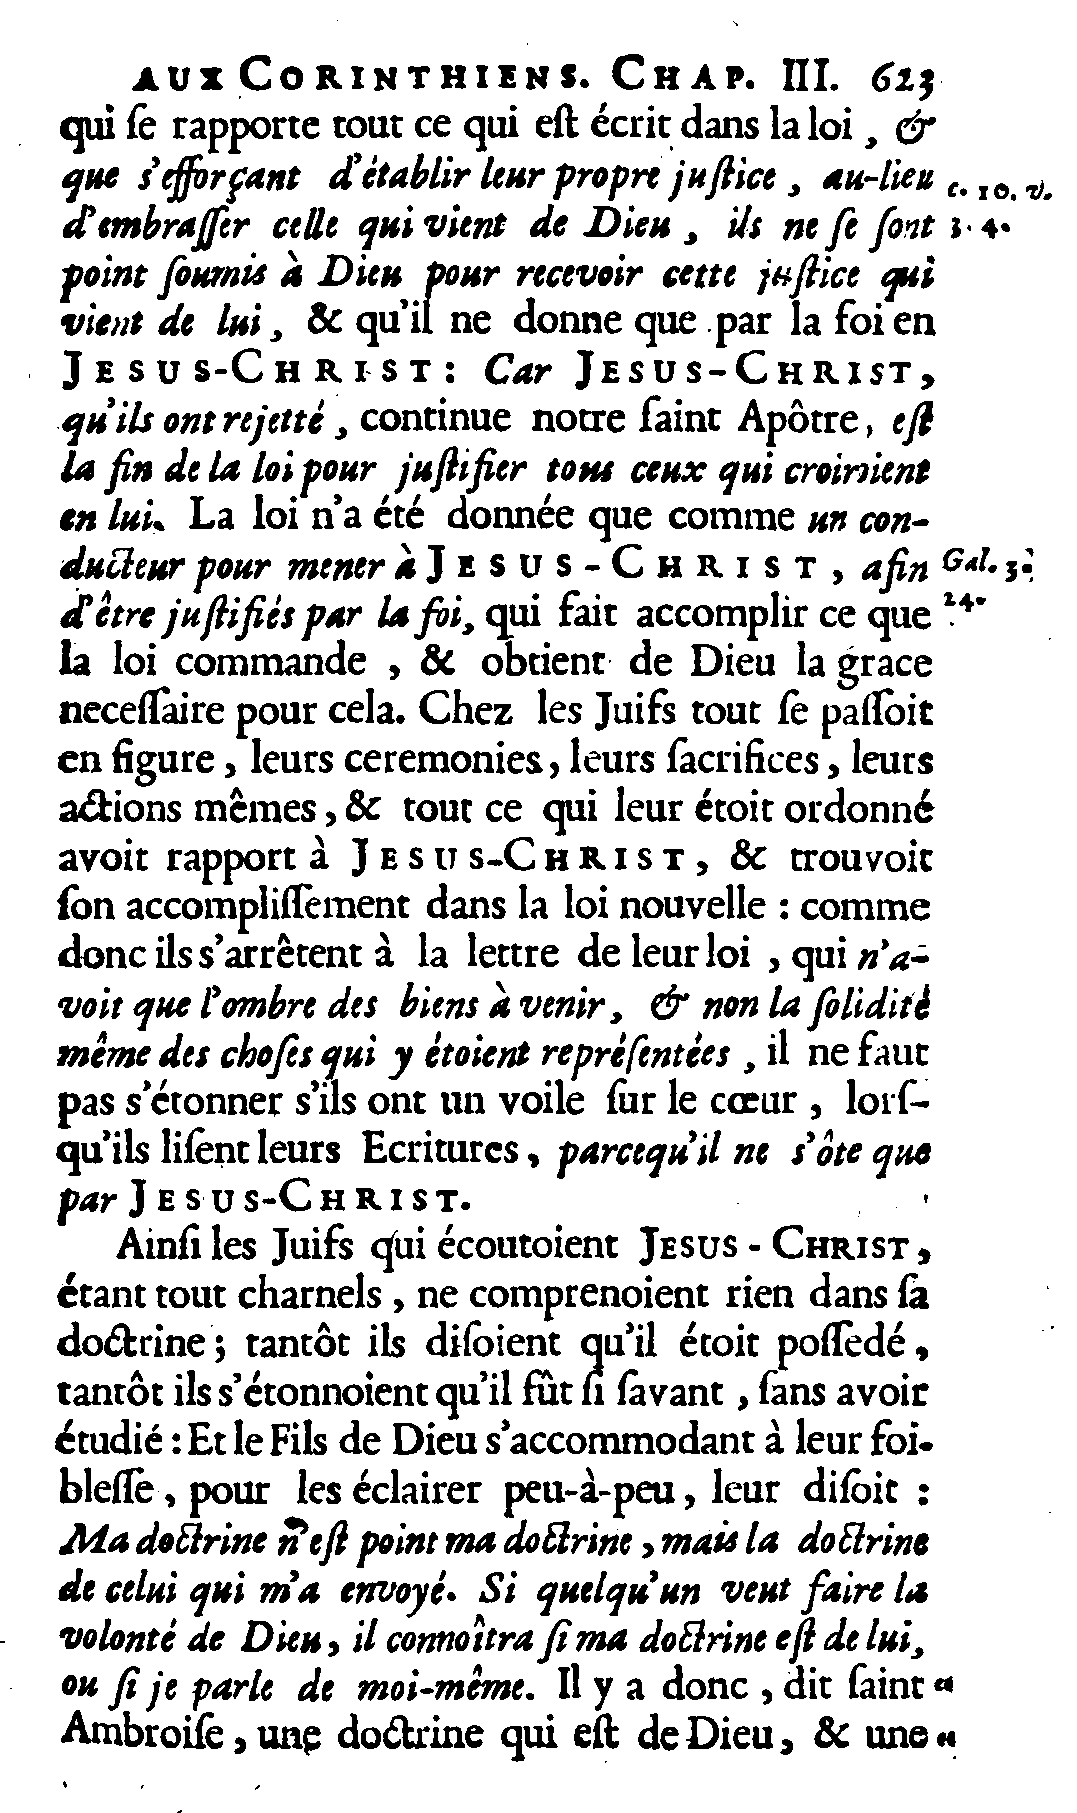 AUX CORINTHIENS. CHAP. III. 623
qui ſe rapporte tout ce qui eſt écrit dans la loi, &
que s'efforçant d'établir leur propre juſtice, au-lieu c. 10. v.
d'embraſſer celle qui vient de Dieu, ils ne ſe ſont 3. 4.
point ſoumis à Dieu pour recevoir cette juſtice qui
vient de lui, & qu'il ne donne que par la foi en
JESUS-CHRIST: Car JESUS-CHRIST,
qu'ils ont rejetté, continue notre ſaint Apôtre, eſt
la fin de la loi pour juſtifier tous ceux qui croiroient
en lui. La loi n'a été donnée que comme un con-
ducteur pour mener à JESUS-CHRIST, afin Gal. 3.
d'être juſtifiés par la foi, qui fait accomplir ce que 24.
la loi commande, & obtient de Dieu la grace
neceſſaire pour cela. Chez les Juifs tout ſe paſſoit
en figure, leurs ceremonies, leurs ſacrifices, leurs
actions mêmes, & tout ce qui leur étoit ordonné
avoit rapport à JESUS-CHRIST, & trouvoit
ſon accompliſſement dans la loi nouvelle : comme
donc ils s'arrêtent à la lettre de leur loi, qui n'a-
voit que l'ombre des biens à venir, & non la ſolidité
même des choſes qui y étoient repréſentées, il ne faut
pas s'étonner s'ils ont un voile ſur le cœur, lorſ-
qu'ils liſent leurs Ecritures, parcequ'il ne s'ôte que
par JESUS-CHRIST.
Ainſi les Juifs qui écoutoient JESUS-CHRIST,
étant tout charnels, ne comprenoient rien dans ſa
doctrine; tantôt ils diſoient qu'il étoit poſſedé,
tantôt ils s'étonnoient qu'il fût ſi ſavant, ſans avoir
étudié : Et le Fils de Dieu s'accommodant à leur foi-
bleſſe, pour les éclairer peu-à-peu, leur diſoit :
Ma doctrine n'eſt point ma doctrine, mais la doctrine
de celui qui m'a envoyé. Si quelqu'un veut faire la
volonté de Dieu, il connoîtra ſi ma doctrine eſt de lui,
ou ſi je parle de moi-même. Il y a donc, dit ſaint "
Ambroiſe, une doctrine qui eſt de Dieu, & une "